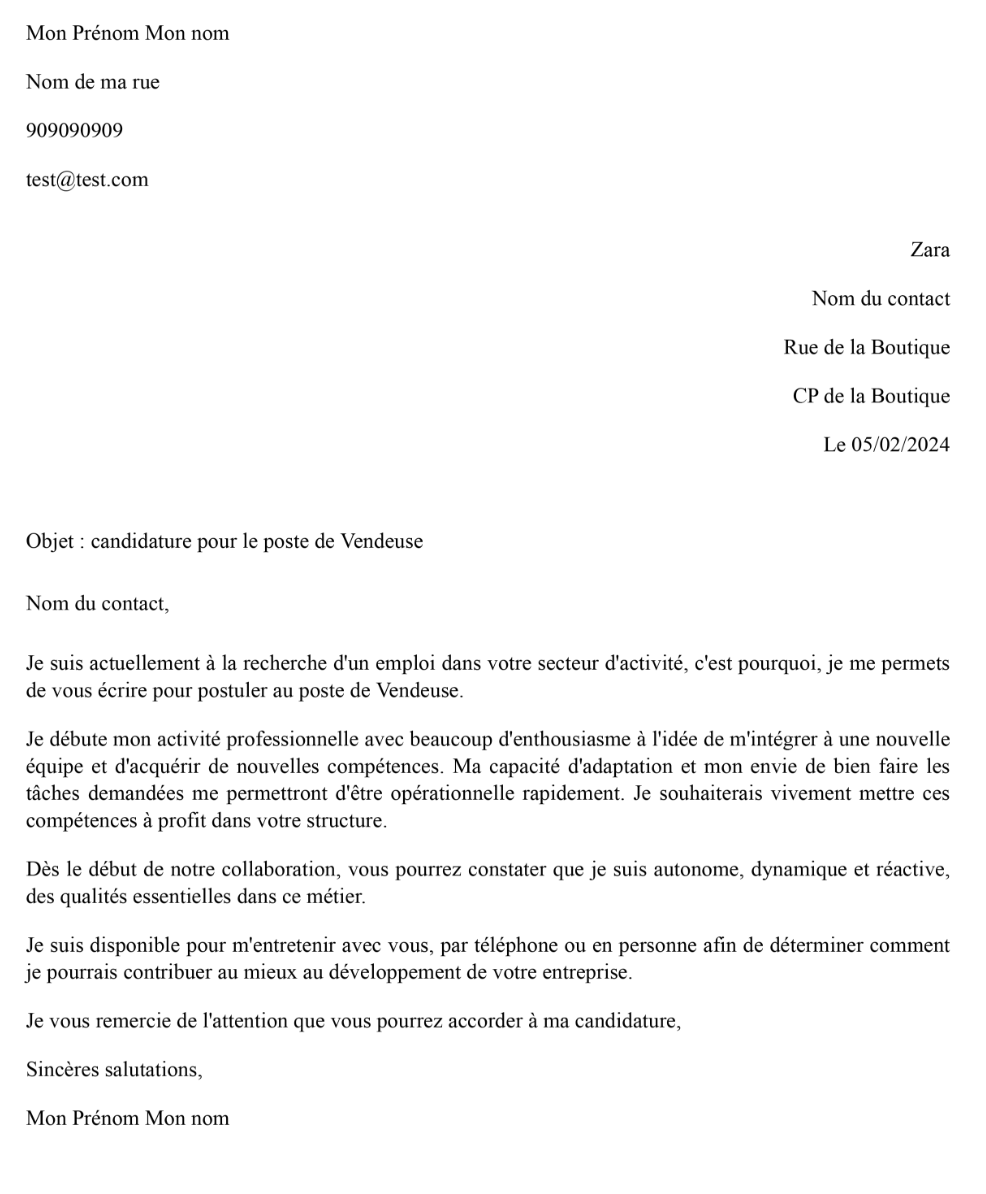 Mon Prénom Mon nom
Nom de ma rue
909090909
test@test.com
Zara
Nom du contact
Rue de la Boutique
CP de la Boutique
Le 05/02/2024
Objet : candidature pour le poste de Vendeuse
Nom du contact,
Je suis actuellement à la recherche d'un emploi dans votre secteur d'activité, c'est pourquoi, je me permets
de vous écrire pour postuler au poste de Vendeuse.
Je débute mon activité professionnelle avec beaucoup d'enthousiasme à l'idée de m'intégrer à une nouvelle
équipe et d'acquérir de nouvelles compétences. Ma capacité d'adaptation et mon envie de bien faire les
tâches demandées me permettront d'être opérationnelle rapidement. Je souhaiterais vivement mettre ces
compétences à profit dans votre structure.
Dès le début de notre collaboration, vous pourrez constater que je suis autonome, dynamique et réactive,
des qualités essentielles dans ce métier.
Je suis disponible pour m'entretenir avec vous, par téléphone ou en personne afin de déterminer comment
je pourrais contribuer au mieux au développement de votre entreprise.
Je vous remercie de l'attention que vous pourrez accorder à ma candidature,
Sincères salutations,
Mon Prénom Mon nom